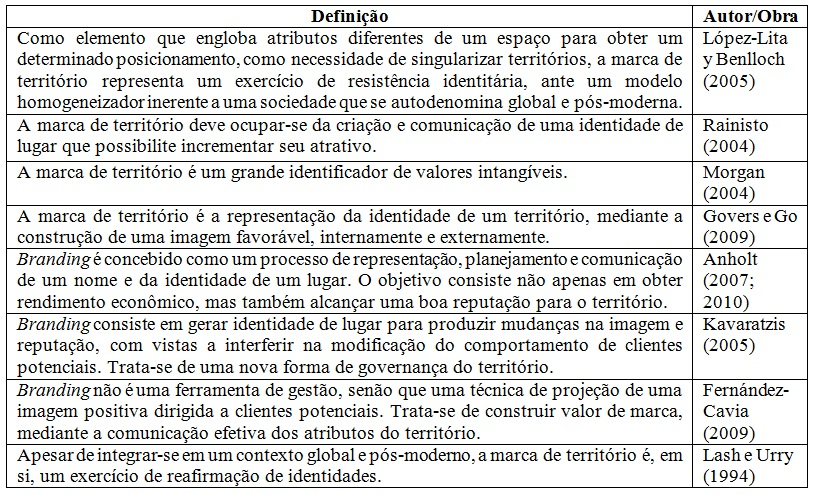 Definição Autor/Obra
Como elemento que engloba atributos diferentes de um espaço para obter um López-Lita
determinado posicionamento, como necessidade de singularizar territórios, a marca de y Benlloch
território representa um exercício de resistência identitária, ante um modelo (2005)
homogeneizador inerente a uma sociedade que se autodenomina global e pós-moderna.
A marca de território deve ocupar-se da criação e comunicação de uma identidade de Rainisto
lugar que possibilite incrementar seu atrativo. (2004)
A marca de território é um grande identificador de valores intangíveis. Morgan
(2004)
A marca de território é a representação da identidade de um território, mediante a Govers e Go
construção de uma imagem favorável, internamente e externamente. (2009)
Branding é concebido como um processo de representação, planejamento e comunicação Anholt
de um nome e da identidade de um lugar. O objetivo consiste não apenas em obter (2007;
rendimento econômico, mas também alcançar uma boa reputação para o território. 2010)
Branding consiste em gerar identidade de lugar para produzir mudanças na imagem e Kavaratzis
reputação, com vistas a interferir na modificação do comportamento de clientes (2005)
potenciais. Trata-se de uma nova forma de governança do território.
Branding não é uma ferramenta de gestão, senão que uma técnica de projeção de uma Fernández-
imagem positiva dirigida a clientes potenciais. Trata-se de construir valor de marca, Cavia
mediante a comunicação efetiva dos atributos do território. (2009)
Apesar de integrar-se em um contexto global e pós-moderno, a marca de território é, em Lash e Urry
si, um exercício de reafirmação de identidades. (1994)